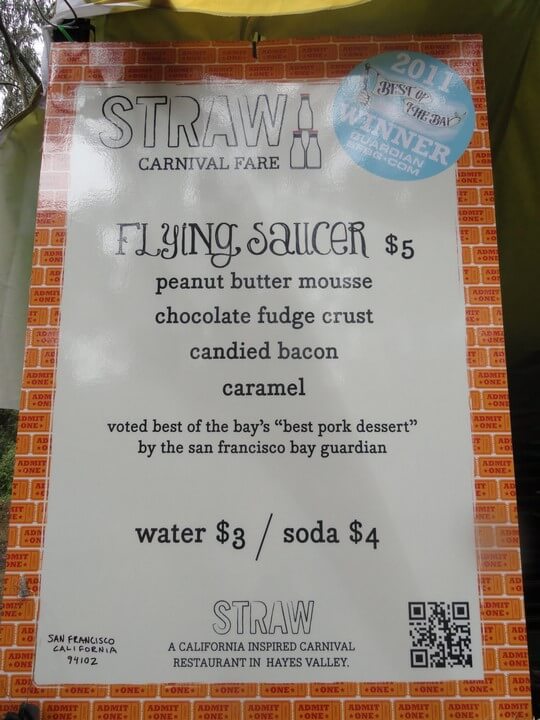 STRAW
CARNIVAL FARE
2011
BEST OF
THE BAY
WINNER
GUARDIAN
SFBG.COM
FLYING SAUCER $5
peanut butter mousse
chocolate fudge crust
candied bacon
caramel
voted best of the bay's “best pork dessert”
by the san francisco bay guardian
water $3 / soda $4
STRAW
A CALIFORNIA INSPIRED CARNIVAL
RESTAURANT IN HAYES VALLEY.
SAN FRANCISCO
CALIFORNIA
94102
ADMIT
ONE